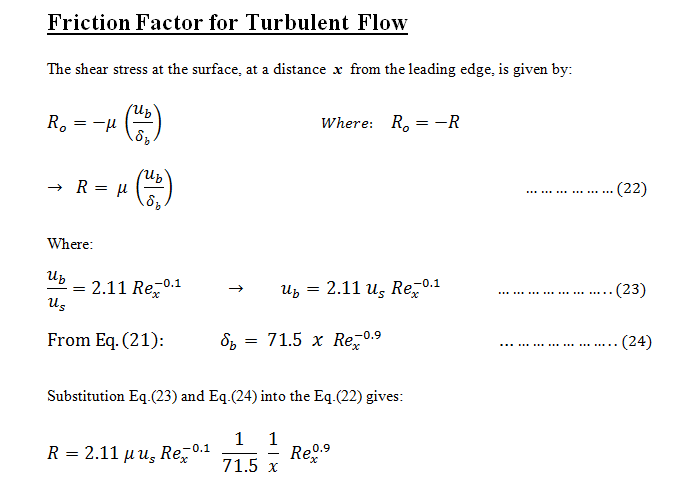 Friction Factor for Turbulent Flow
The shear stress at the surface, at a distance x from the leading edge, is given by:
Rₒ = −μ (u_b/δ_b)    Where: Rₒ = −R
→ R = μ (u_b/δ_b)    … … … … … … (22)
Where:
u_b/u_s = 2.11 Re_x^−0.1    →    u_b = 2.11 u_s Re_x^−0.1    … … … … … … ….. (23)
From Eq. (21):    δ_b = 71.5 x Re_x^−0.9    … … … … … … ….. (24)
Substitution Eq.(23) and Eq.(24) into the Eq.(22) gives:
R = 2.11 μ u_s Re_x^−0.1 1/71.5 1/x Re_x^0.9